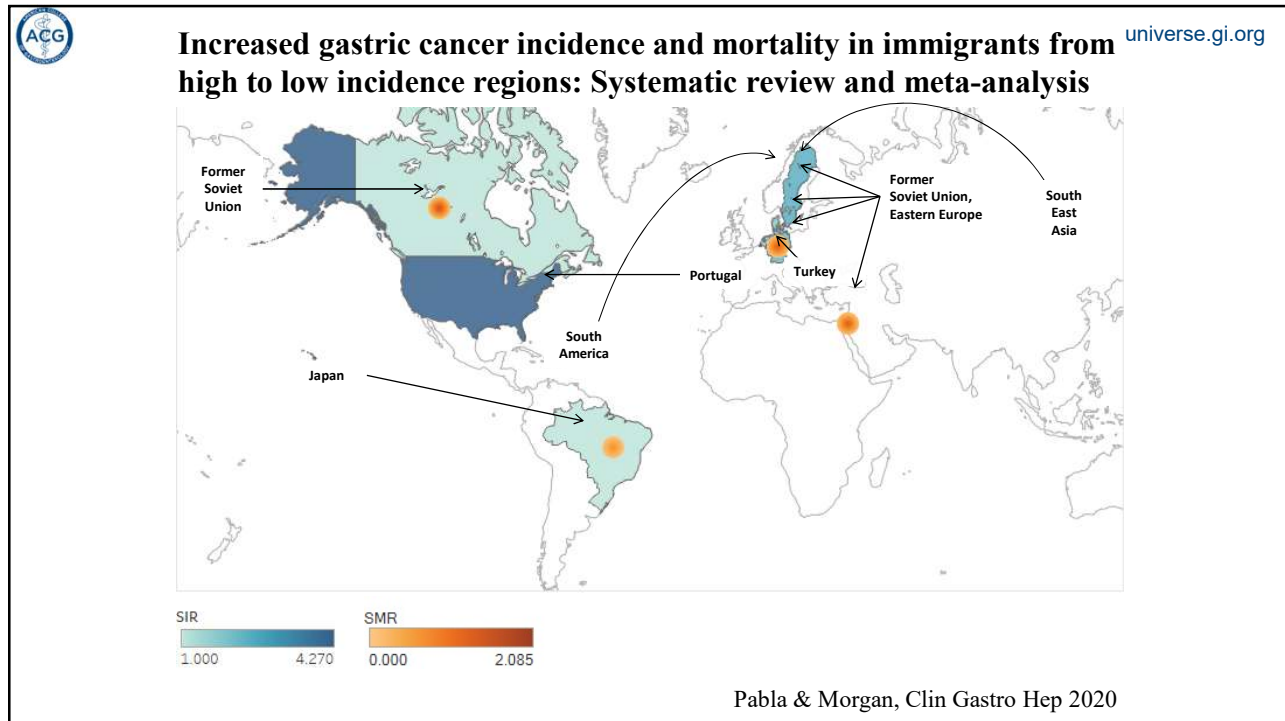 ACG
universe.gi.org
Increased gastric cancer incidence and mortality in immigrants from
high to low incidence regions: Systematic review and meta-analysis
Former
Soviet
Union
Former
Soviet Union,
Eastern Europe
South
East
Asia
Portugal
Turkey
South
America
Japan
SIR
1.000 4.270
SMR
0.000 2.085
Pabla & Morgan, Clin Gastro Hep 2020